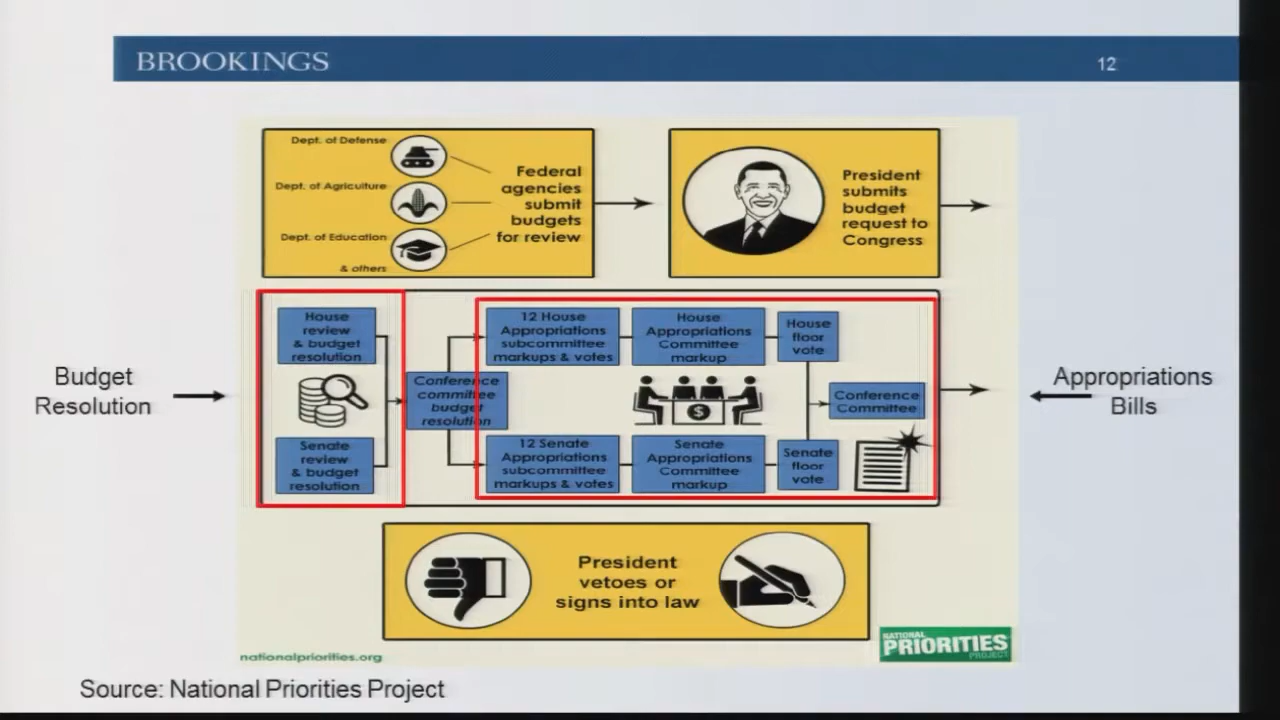 BROOKINGS
12
Dept. of Defense
Dept. of Agriculture
Dept. of Education
& others
Federal
agencies
submit
budgets
for review
President
submits
budget
request to
Congress
Budget
Resolution
House
review
& budget
resolution
Senate
review
& budget
resolution
Conference
committee
budget
resolution
12 House
Appropriations
subcommittee
markups & votes
House
Appropriations
Committee
markup
House
floor
vote
$
12 Senate
Appropriations
subcommittee
markups & votes
Senate
Appropriations
Committee
markup
Senate
floor
vote
Conference
Committee
Appropriations
Bills
President
vetoes or
signs into law
nationalpriorities.org
NATIONAL
PRIORITIES
PROJECT
Source: National Priorities Project